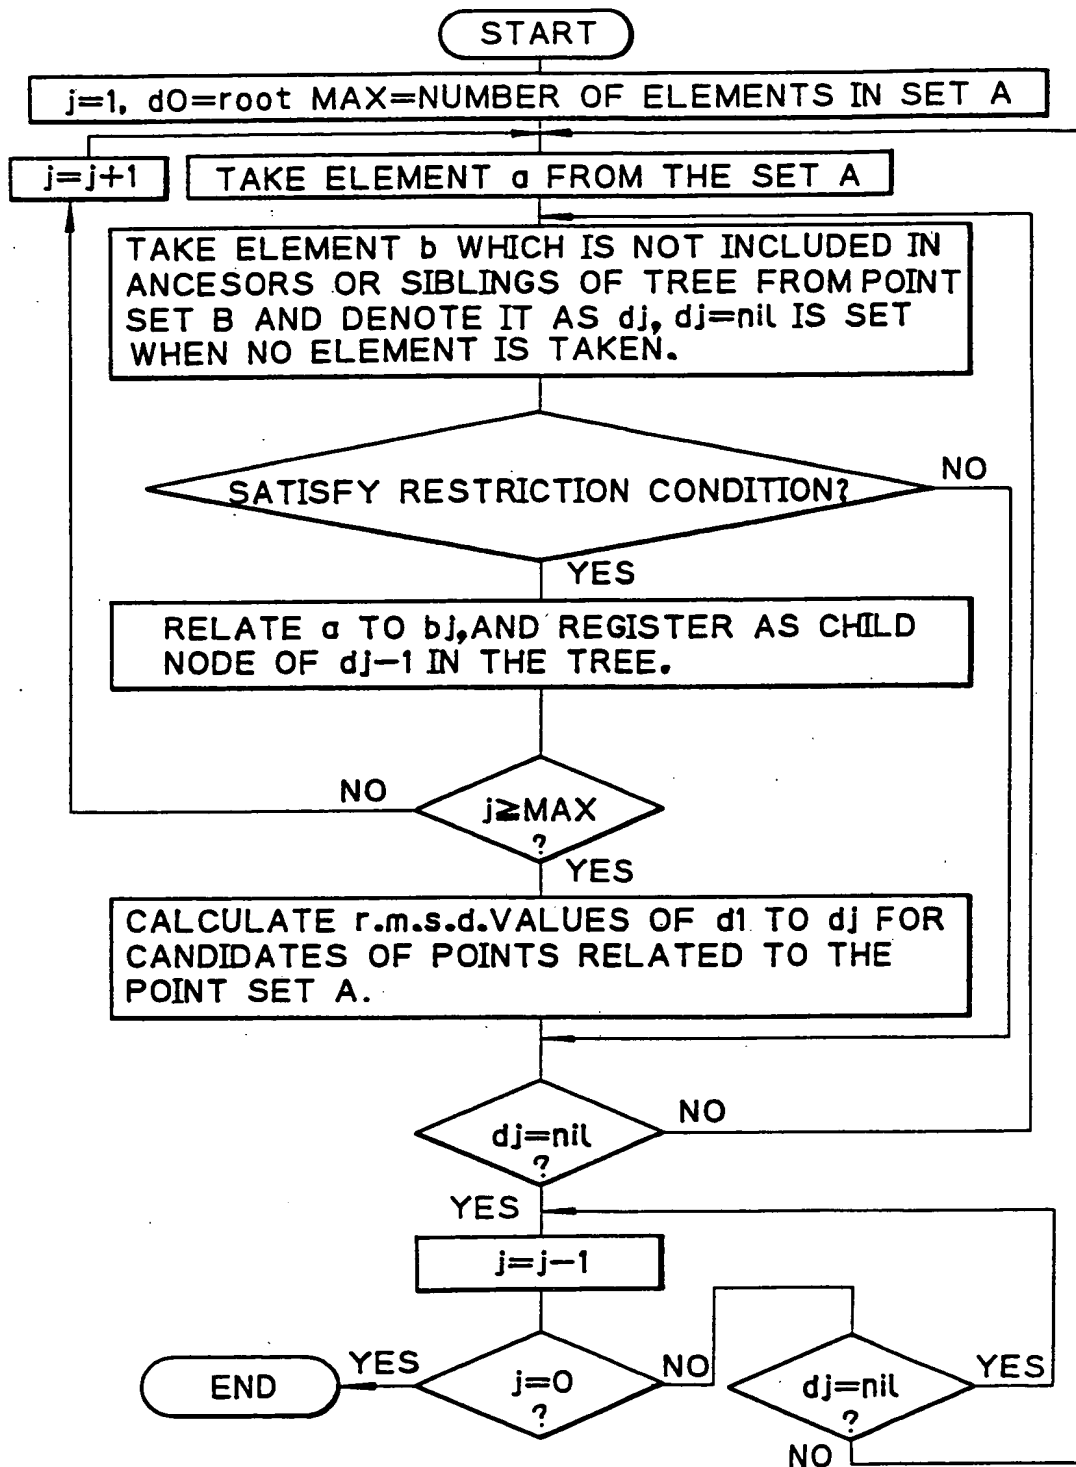 START
j=1, d0=root MAX=NUMBER OF ELEMENTS IN SET A
j=j+1
TAKE ELEMENT a FROM THE SET A
TAKE ELEMENT b WHICH IS NOT INCLUDED IN
ANCESORS OR SIBLINGS OF TREE FROM POINT
SET B AND DENOTE IT AS dj, dj=nil IS SET
WHEN NO ELEMENT IS TAKEN.
SATISFY RESTRICTION CONDITION?
NO
YES
RELATE a TO bj, AND REGISTER AS CHILD
NODE OF dj-1 IN THE TREE.
NO
j≧MAX
?
YES
CALCULATE r.m.s.d. VALUES OF d1 TO dj FOR
CANDIDATES OF POINTS RELATED TO THE
POINT SET A.
dj=nil
?
NO
YES
j=j-1
END
YES
j=0
?
NO
dj=nil
?
YES
NO